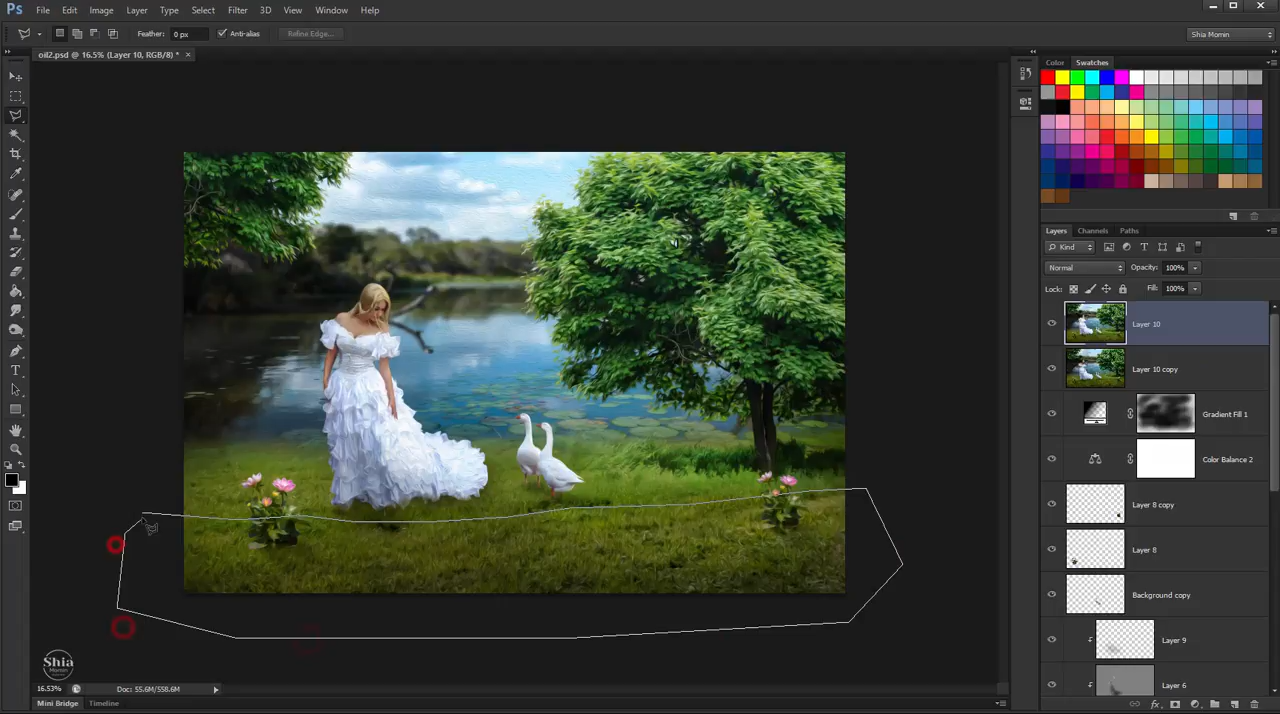 Ps File Edit Image Layer Type Select Filter 3D View Window Help
Feather: 0 px Anti-alias Refine Edge... Shia Momin
oil2.psd @ 16.5% (Layer 10, RGB/8) * ×
Color Swatches
Layers Channels Paths
Kind
Normal Opacity: 100%
Lock: Fill: 100%
Layer 10
Layer 10 copy
Gradient Fill 1
Color Balance 2
Layer 8 copy
Layer 8
Background copy
Layer 9
Layer 6
Shia
Momin
16.53% Doc: 55.6M/558.6M
Mini Bridge Timeline